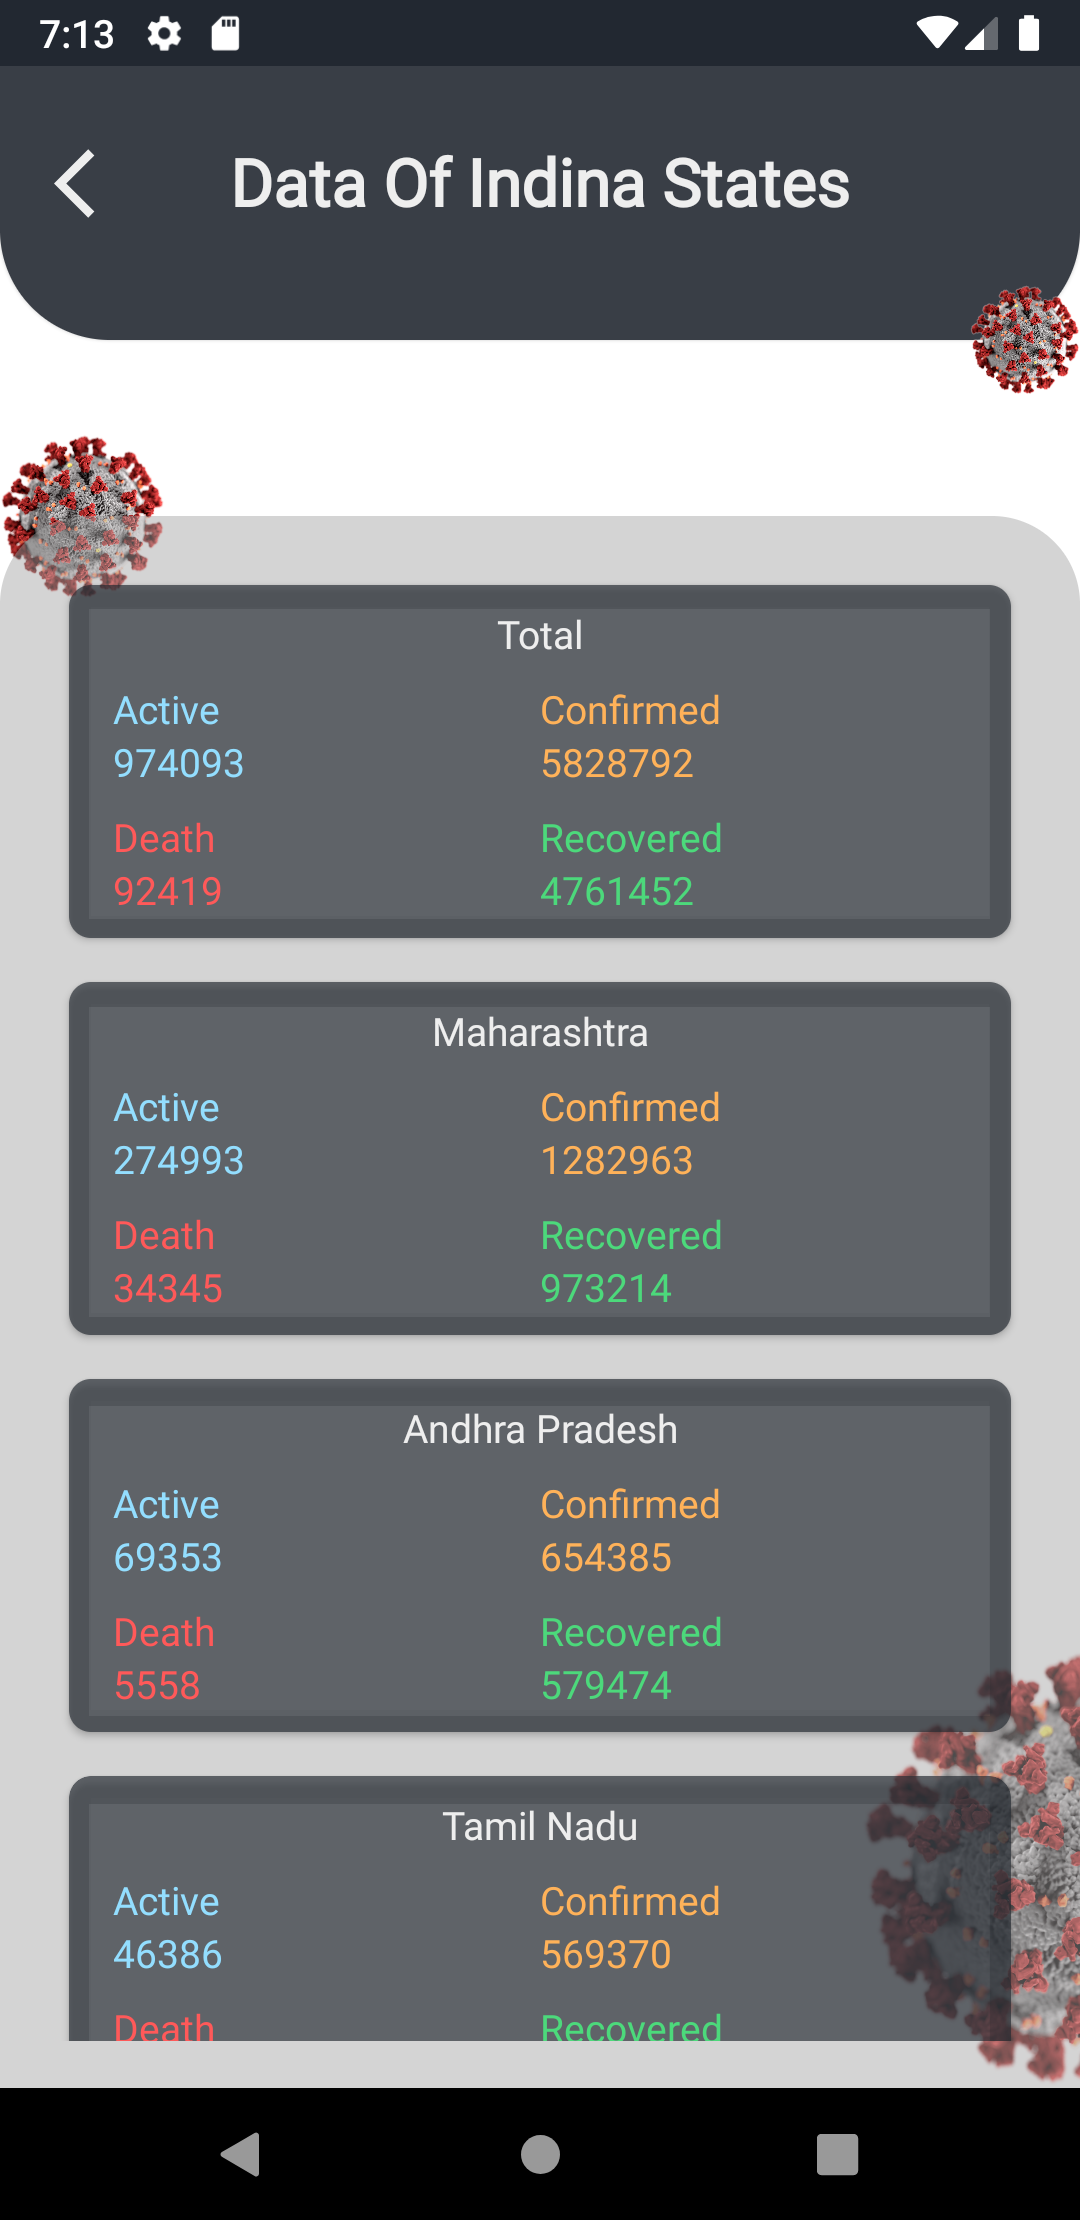 7:13
Data Of Indina States
Total
Active Confirmed
974093 5828792
Death Recovered
92419 4761452
Maharashtra
Active Confirmed
274993 1282963
Death Recovered
34345 973214
Andhra Pradesh
Active Confirmed
69353 654385
Death Recovered
5558 579474
Tamil Nadu
Active Confirmed
46386 569370
Death Recovered